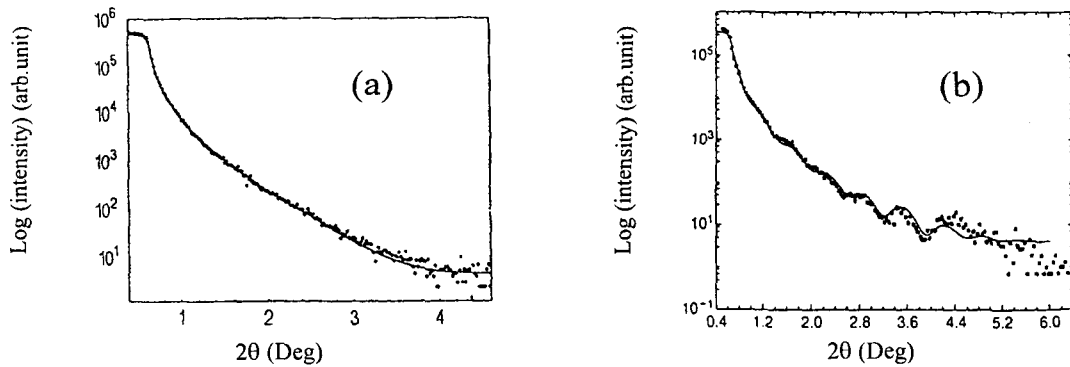 Log (intensity) (arb.unit)
10^6
10^5
10^4
10^3
10^2
10^1
(a)
1 2 3 4
2θ (Deg)
Log (intensity) (arb.unit)
10^5
10^3
10^1
10^-1
(b)
0.4 1.2 2.0 2.8 3.6 4.4 5.2 6.0
2θ (Deg)